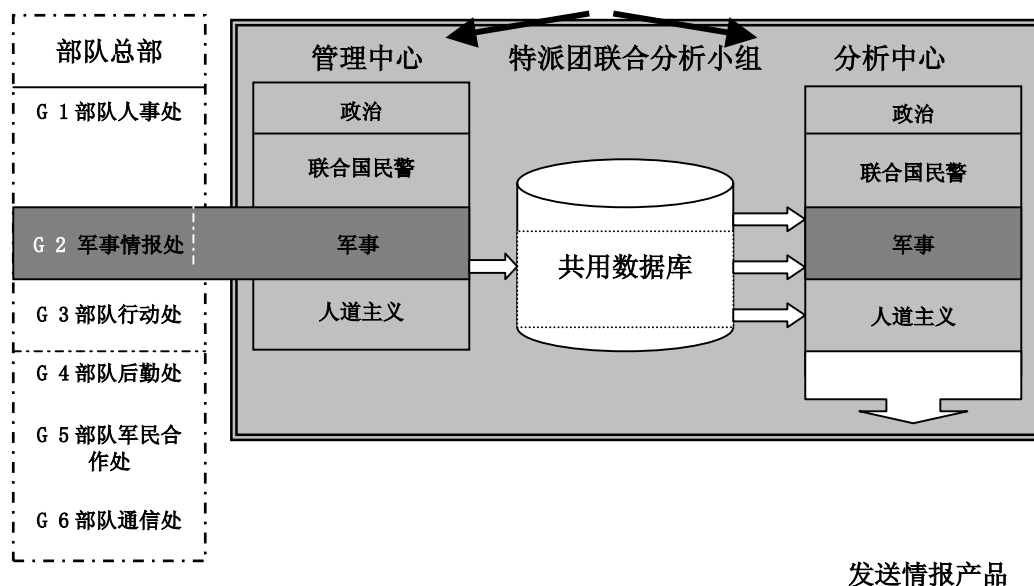 部队总部
G 1 部队人事处
G 2 军事情报处
G 3 部队行动处
G 4 部队后勤处
G 5 部队军民合
作处
G 6 部队通信处
管理中心
政治
联合国民警
军事
人道主义
特派团联合分析小组
共用数据库
分析中心
政治
联合国民警
军事
人道主义
发送情报产品